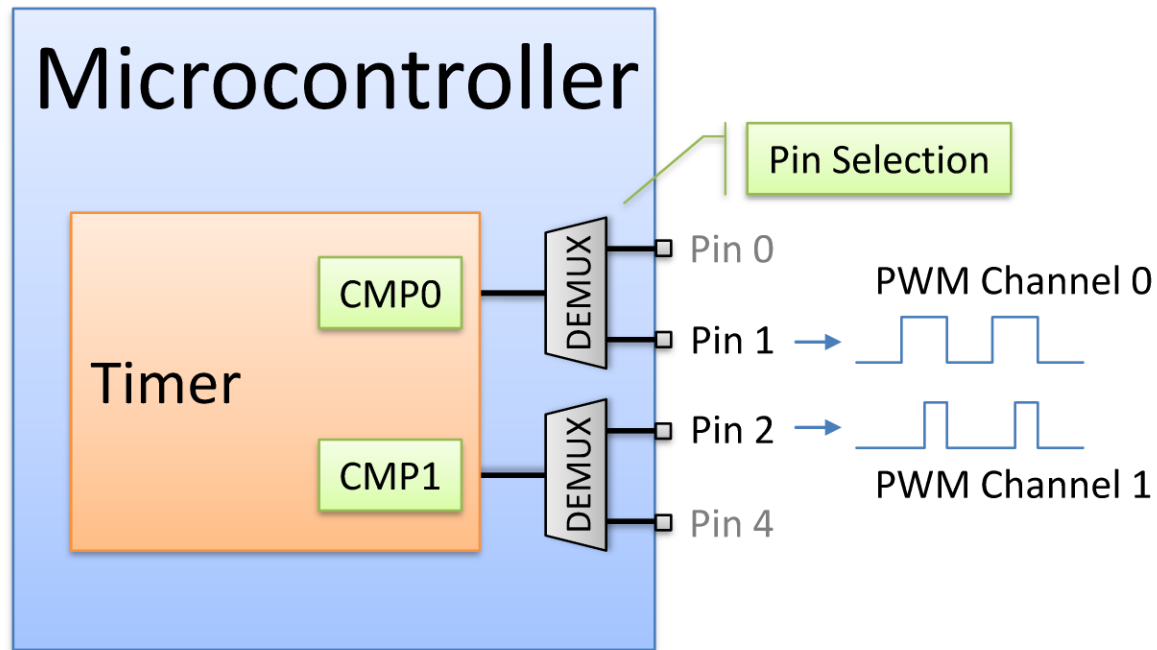 Microcontroller
Pin Selection
CMP0
DEMUX
Pin 0
PWM Channel 0
Pin 1
Timer
CMP1
DEMUX
Pin 2
PWM Channel 1
Pin 4